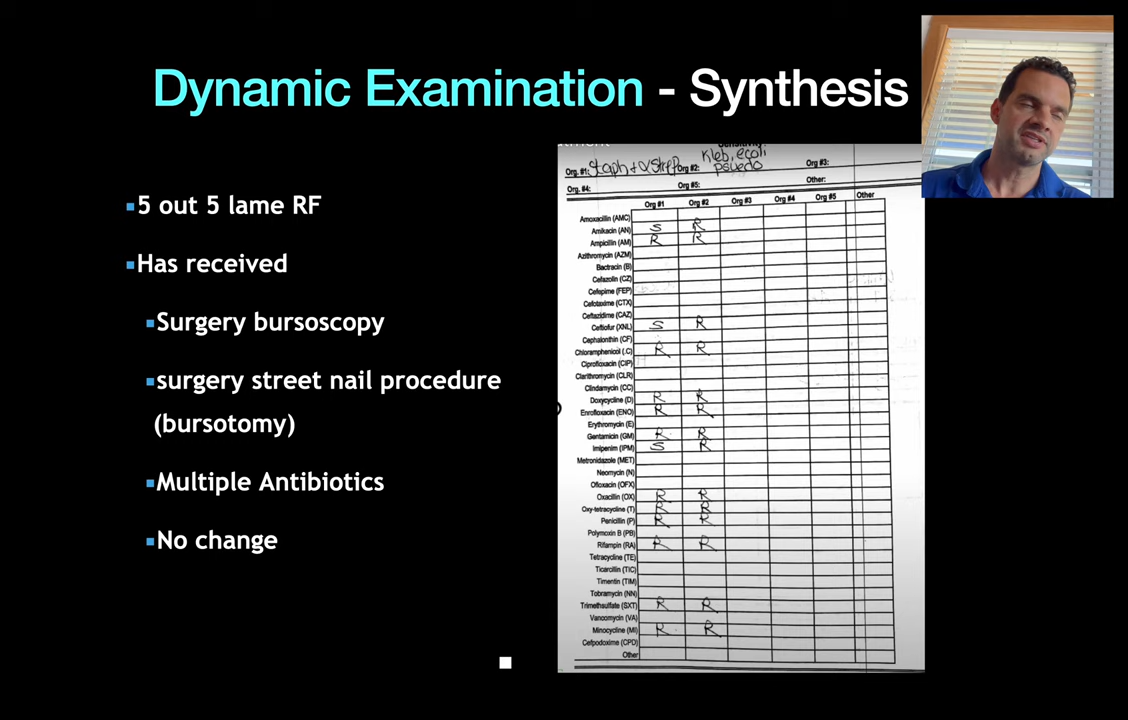 Dynamic Examination - Synthesis
▪5 out 5 lame RF
▪Has received
▪Surgery bursoscopy
▪surgery street nail procedure
(bursotomy)
▪Multiple Antibiotics
▪No change
Org. #1: Staph + α Strep Org #2: Kleb, ecoli Org #3:
psuedo
Org. #4: Org #5: Other:
Org #1 Org #2 Org #3 Org #4 Org #5 Other
Amoxacillin (AMC)
Amikacin (AN) S R
Ampicillin (AM) R R
Azithromycin (AZM)
Bactracin (B)
Cefazolin (CZ)
Cefepime (FEP)
Cefotaxime (CTX)
Ceftazidime (CAZ)
Ceftiofur (XNL) S R
Cephalonthin (CF)
Chloramphenicol (.C) R R
Ciprofloxacin (CIP)
Clarithromycin (CLR)
Clindamycin (CC)
Doxycycline (D) R R
Enrofloxacin (ENO) R R
Erythromycin (E)
Gentamicin (GM) R R
Imipenim (IPM) S R
Metronidazole (MET)
Neomycin (N)
Ofloxacin (OFX)
Oxacillin (OX) R R
Oxy-tetracycline (T) R R
Penicillin (P) R R
Polymoxin B (PB)
Rifampin (RA) R R
Tetracycline (TE)
Ticarcillin (TIC)
Timentin (TIM)
Tobramycin (NN)
Trimethsulfate (SXT) R R
Vancomycin (VA)
Minocycline (MI) R R
Cefpodoxime (CPD)
Other